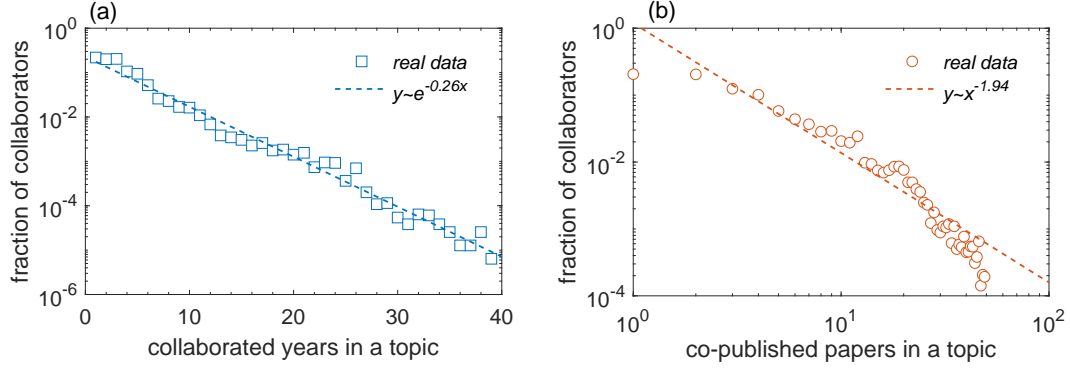 (a)
fraction of collaborators
10^0
10^-2
10^-4
10^-6
real data
y~e^-0.26x
0
10
20
30
40
collaborated years in a topic
(b)
fraction of collaborators
10^0
10^-2
10^-4
real data
y~x^-1.94
10^0
10^1
10^2
co-published papers in a topic